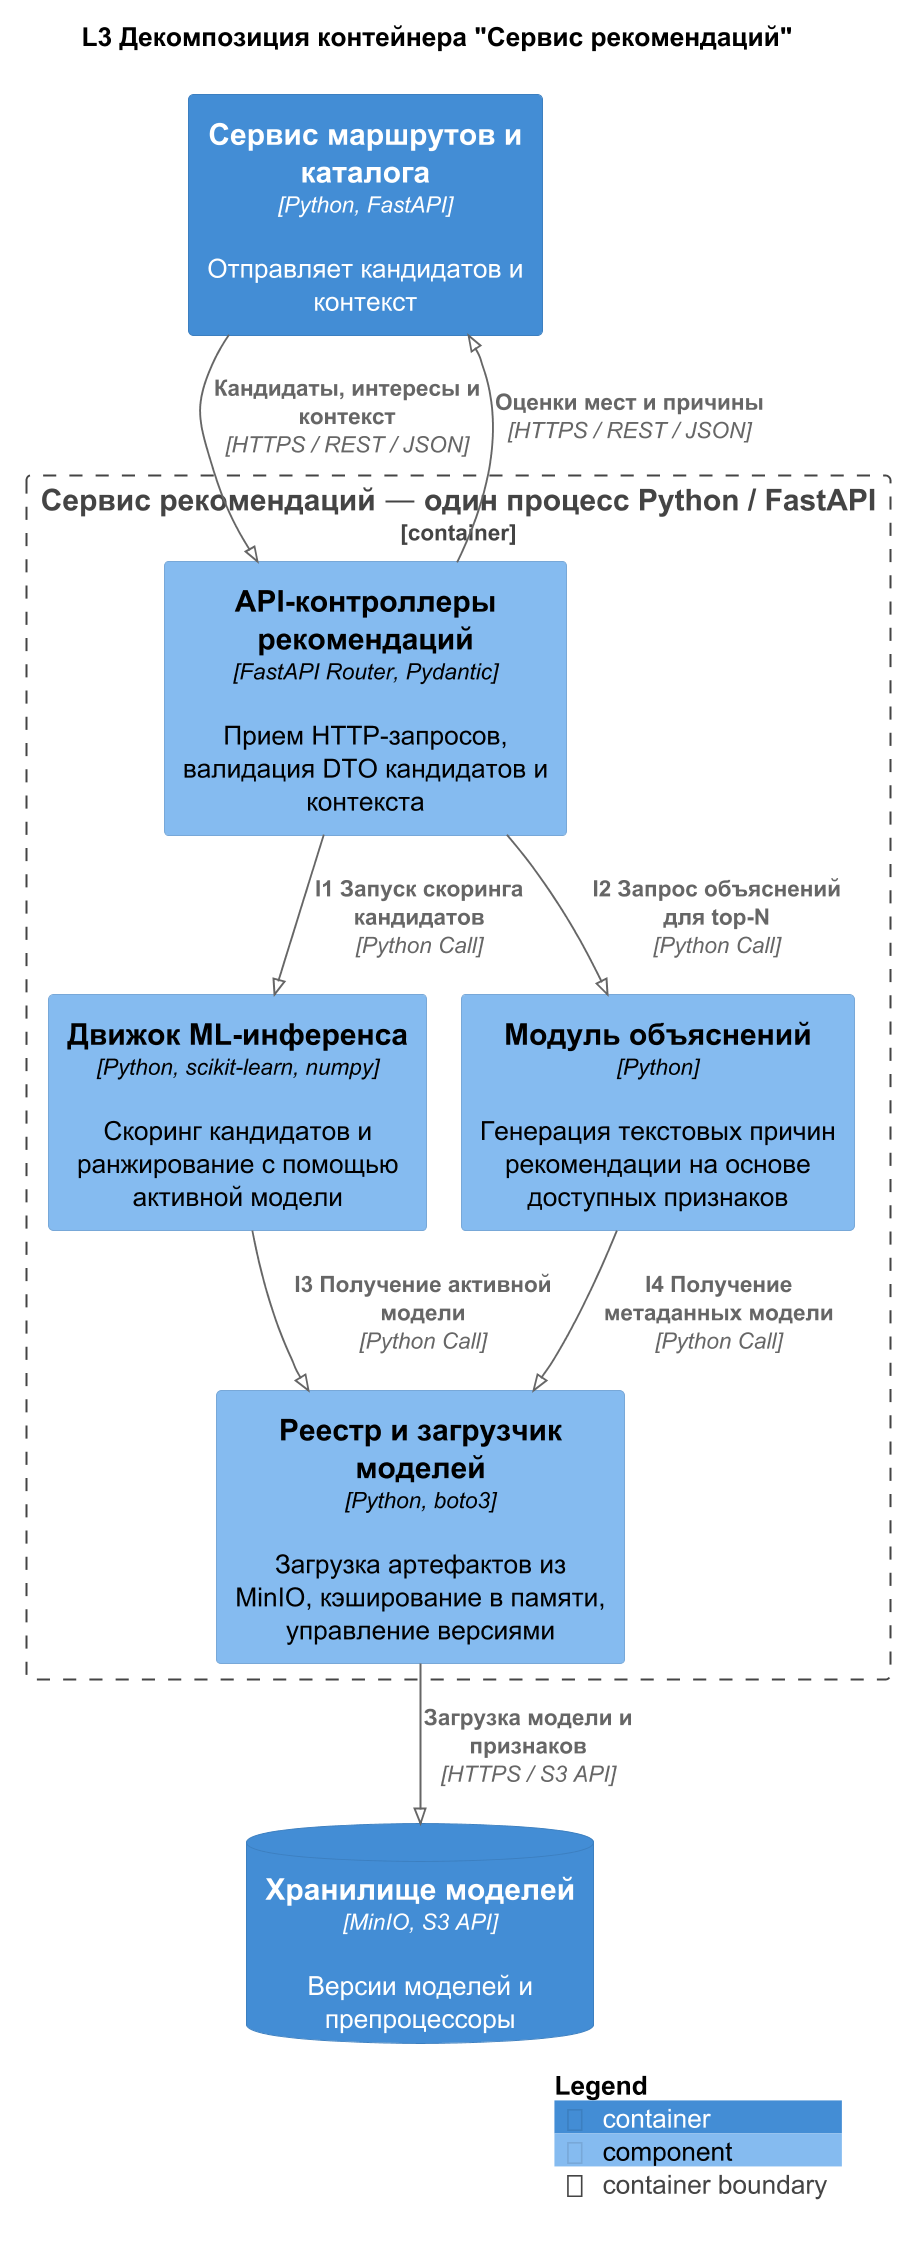 L3 Декомпозиция контейнера "Сервис рекомендаций"
Сервис маршрутов и
каталога
[Python, FastAPI]
Отправляет кандидатов и
контекст
Кандидаты, интересы и
контекст
[HTTPS / REST / JSON]
Оценки мест и причины
[HTTPS / REST / JSON]
Сервис рекомендаций — один процесс Python / FastAPI
[container]
API-контроллеры
рекомендаций
[FastAPI Router, Pydantic]
Прием HTTP-запросов,
валидация DTO кандидатов и
контекста
I1 Запуск скоринга
кандидатов
[Python Call]
I2 Запрос объяснений
для top-N
[Python Call]
Движок ML-инференса
[Python, scikit-learn, numpy]
Скоринг кандидатов и
ранжирование с помощью
активной модели
Модуль объяснений
[Python]
Генерация текстовых причин
рекомендации на основе
доступных признаков
I3 Получение активной
модели
[Python Call]
I4 Получение
метаданных модели
[Python Call]
Реестр и загрузчик
моделей
[Python, boto3]
Загрузка артефактов из
MinIO, кэширование в памяти,
управление версиями
Загрузка модели и
признаков
[HTTPS / S3 API]
Хранилище моделей
[MinIO, S3 API]
Версии моделей и
препроцессоры
Legend
container
component
container boundary